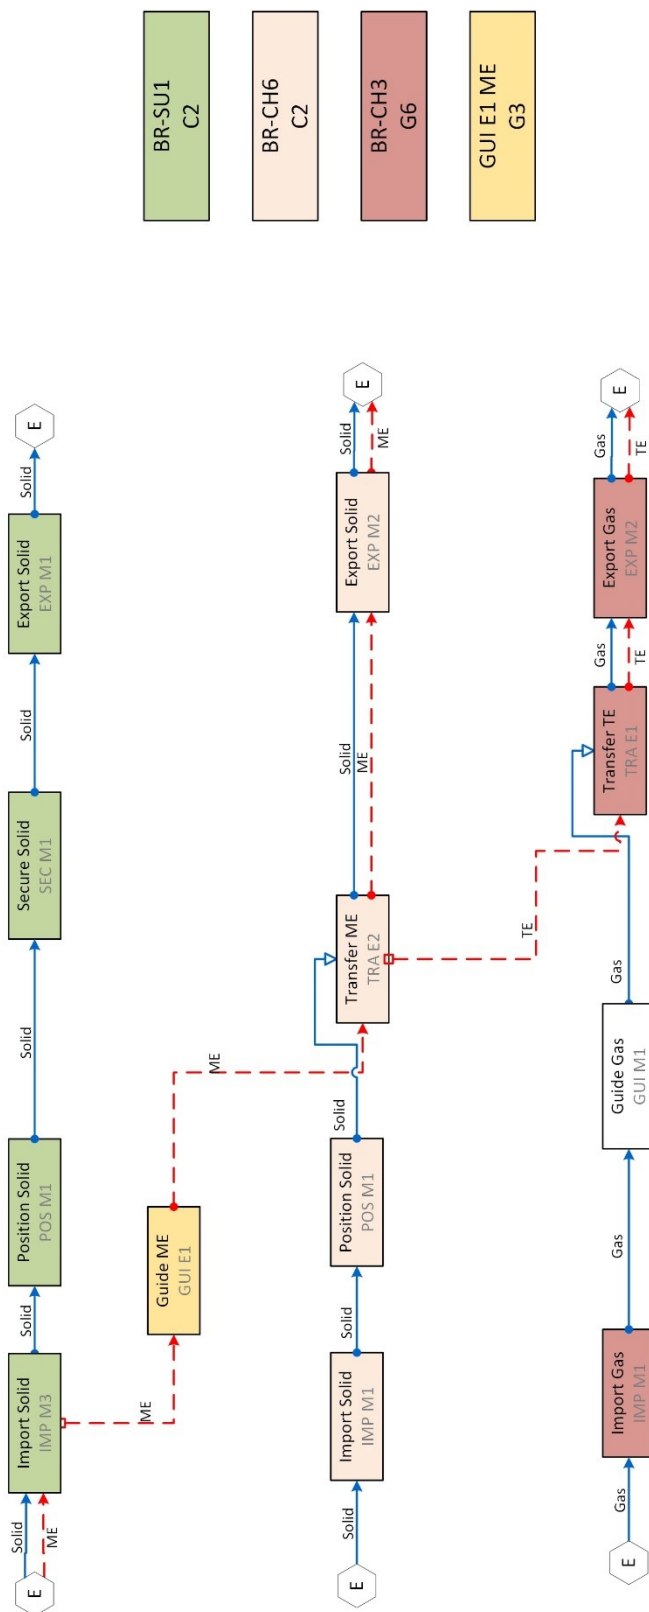 E
Solid
ME
Import Solid
IMP M3
Solid
Position Solid
POS M1
Solid
Secure Solid
SEC M1
Solid
Export Solid
EXP M1
Solid
E
ME
Guide ME
GUI E1
ME
E
Solid
Import Solid
IMP M1
Solid
Position Solid
POS M1
Solid
Transfer ME
TRA E2
Solid
ME
Export Solid
EXP M2
Solid
ME
E
TE
E
Gas
Import Gas
IMP M1
Gas
Guide Gas
GUI M1
Gas
Transfer TE
TRA E1
Gas
TE
Export Gas
EXP M2
Gas
TE
E
BR-SU1
C2
BR-CH6
C2
BR-CH3
G6
GUI E1 ME
G3